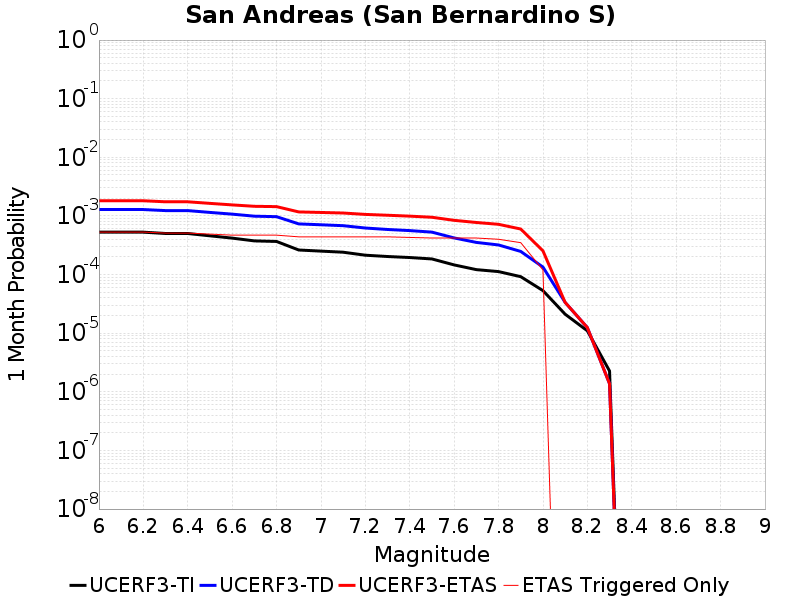 San Andreas (San Bernardino S)
1 Month Probability
10^0
10^-1
10^-2
10^-3
10^-4
10^-5
10^-6
10^-7
10^-8
6 6.2 6.4 6.6 6.8 7 7.2 7.4 7.6 7.8 8 8.2 8.4 8.6 8.8 9
Magnitude
UCERF3-TI UCERF3-TD UCERF3-ETAS ETAS Triggered Only